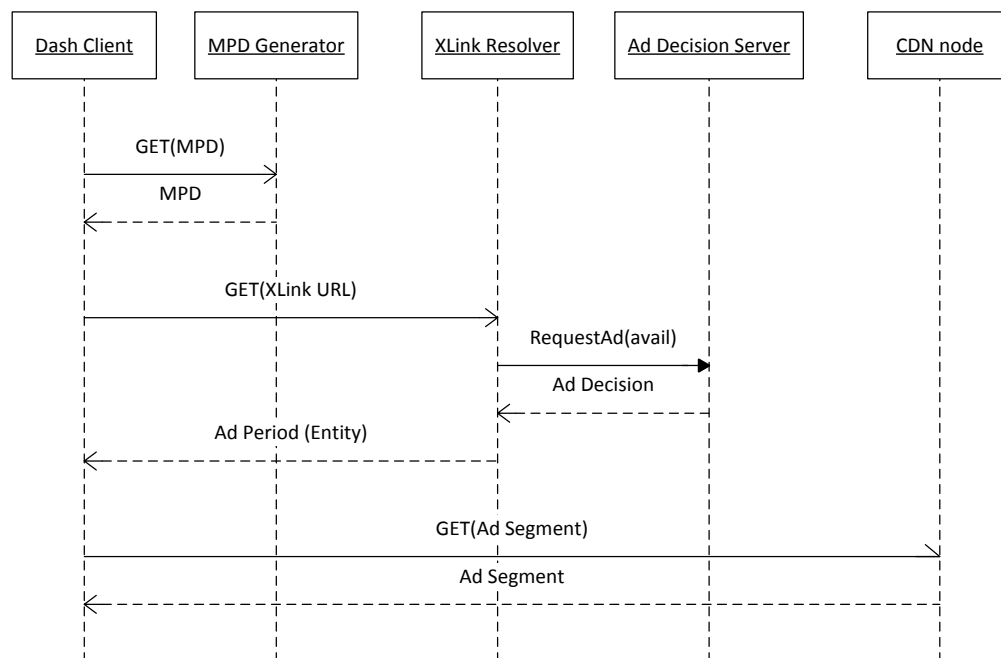 Dash Client
MPD Generator
XLink Resolver
Ad Decision Server
CDN node
GET(MPD)
MPD
GET(XLink URL)
RequestAd(avail)
Ad Decision
Ad Period (Entity)
GET(Ad Segment)
Ad Segment